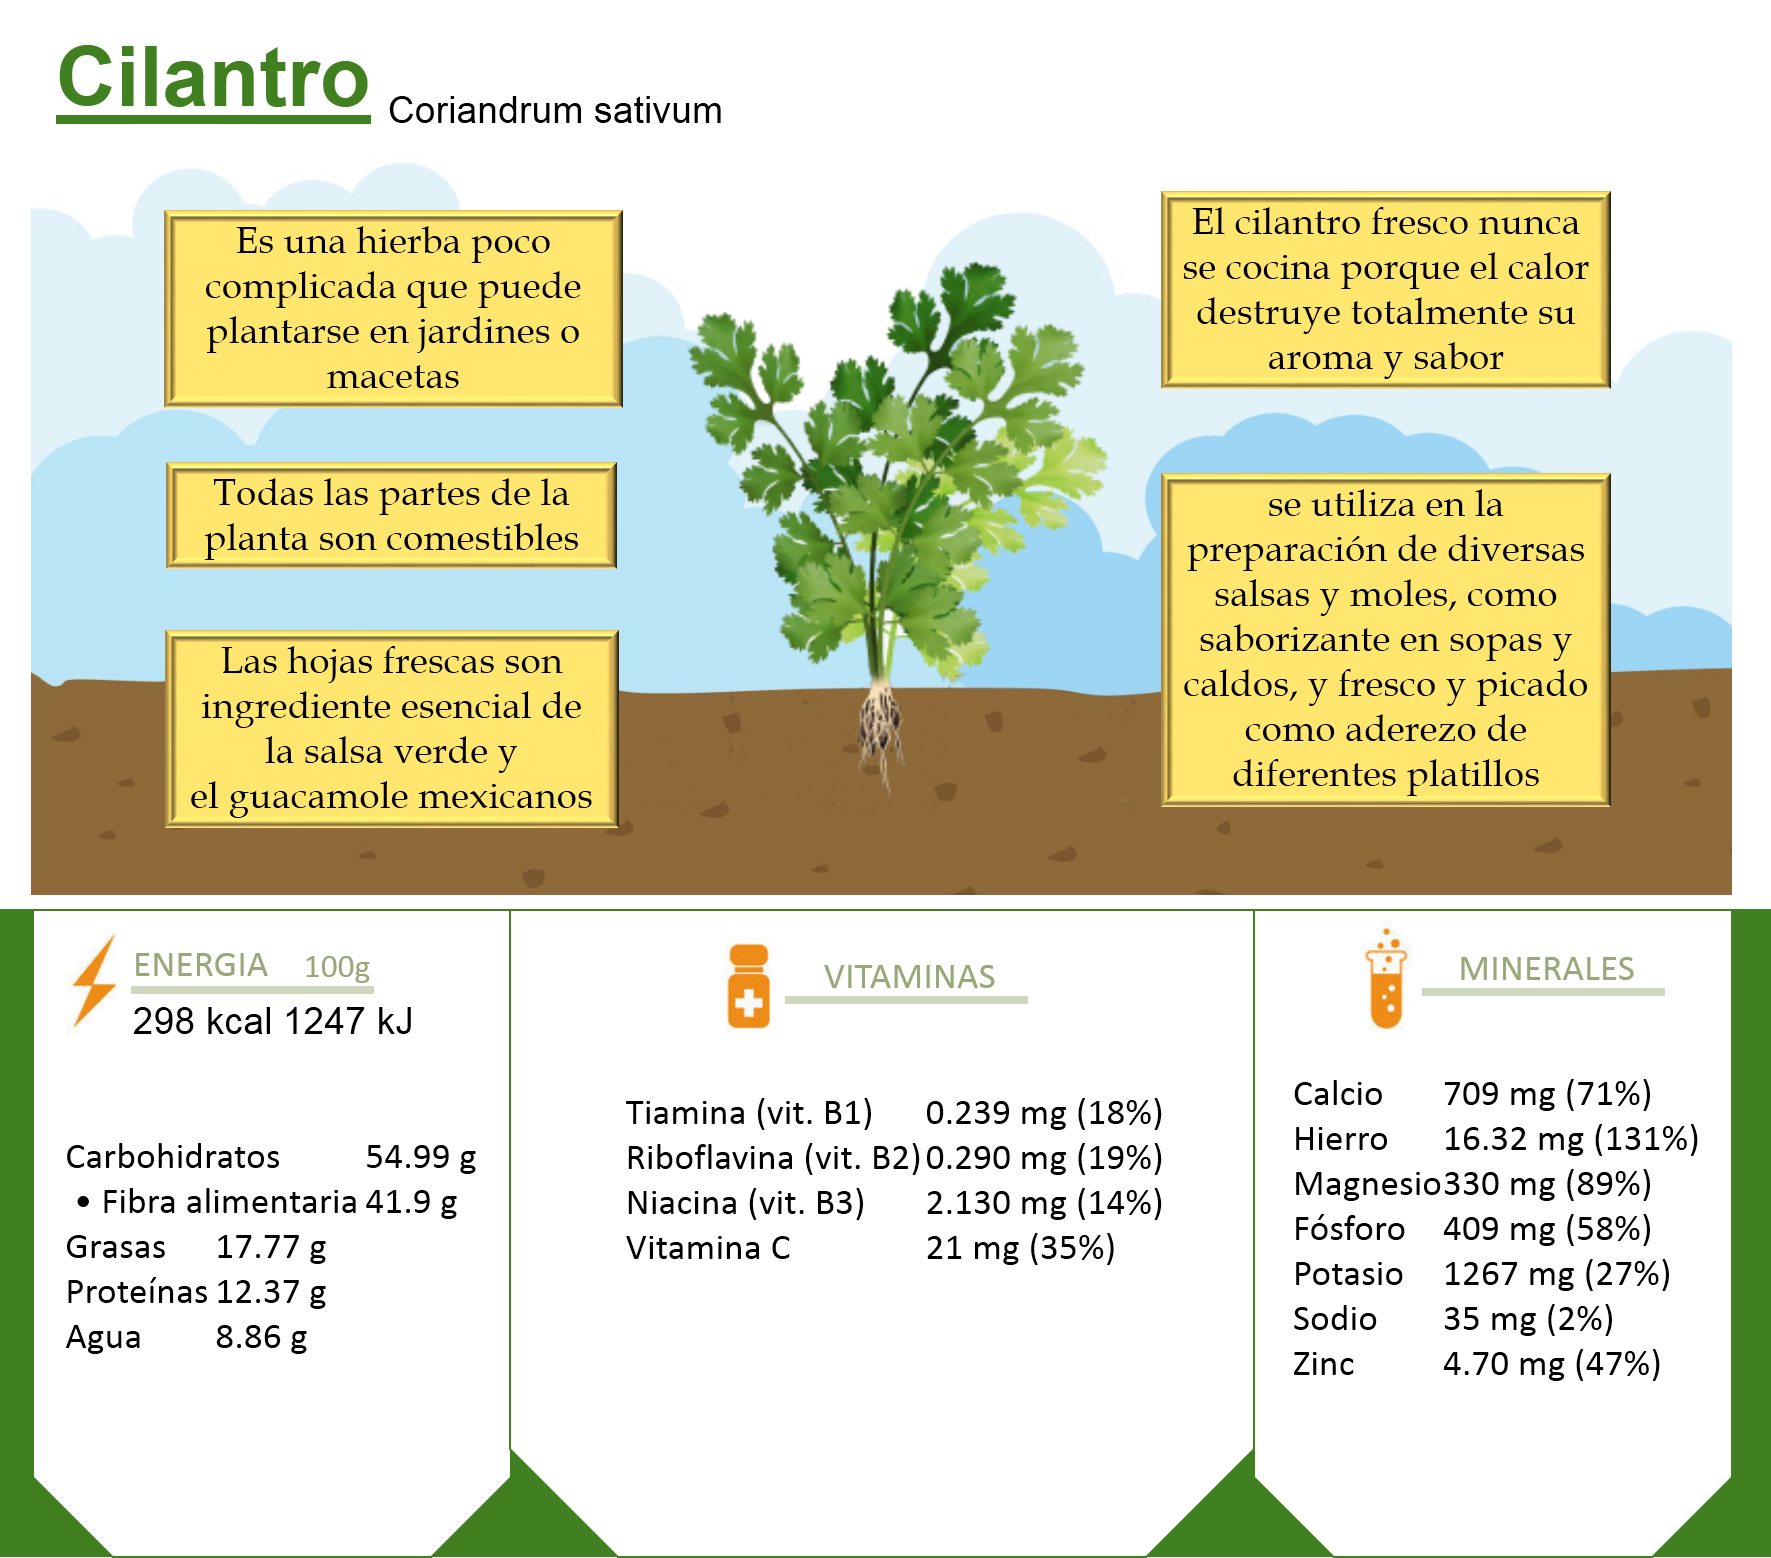 Cilantro Coriandrum sativum
Es una hierba poco
complicada que puede
plantarse en jardines o
macetas
Todas las partes de la
planta son comestibles
Las hojas frescas son
ingrediente esencial de
la salsa verde y
el guacamole mexicanos
El cilantro fresco nunca
se cocina porque el calor
destruye totalmente su
aroma y sabor
se utiliza en la
preparación de diversas
salsas y moles, como
saborizante en sopas y
caldos, y fresco y picado
como aderezo de
diferentes platillos
ENERGIA 100g
298 kcal 1247 kJ
Carbohidratos 54.99 g
• Fibra alimentaria 41.9 g
Grasas 17.77 g
Proteínas 12.37 g
Agua 8.86 g
VITAMINAS
Tiamina (vit. B1) 0.239 mg (18%)
Riboflavina (vit. B2) 0.290 mg (19%)
Niacina (vit. B3) 2.130 mg (14%)
Vitamina C 21 mg (35%)
MINERALES
Calcio 709 mg (71%)
Hierro 16.32 mg (131%)
Magnesio 330 mg (89%)
Fósforo 409 mg (58%)
Potasio 1267 mg (27%)
Sodio 35 mg (2%)
Zinc 4.70 mg (47%)